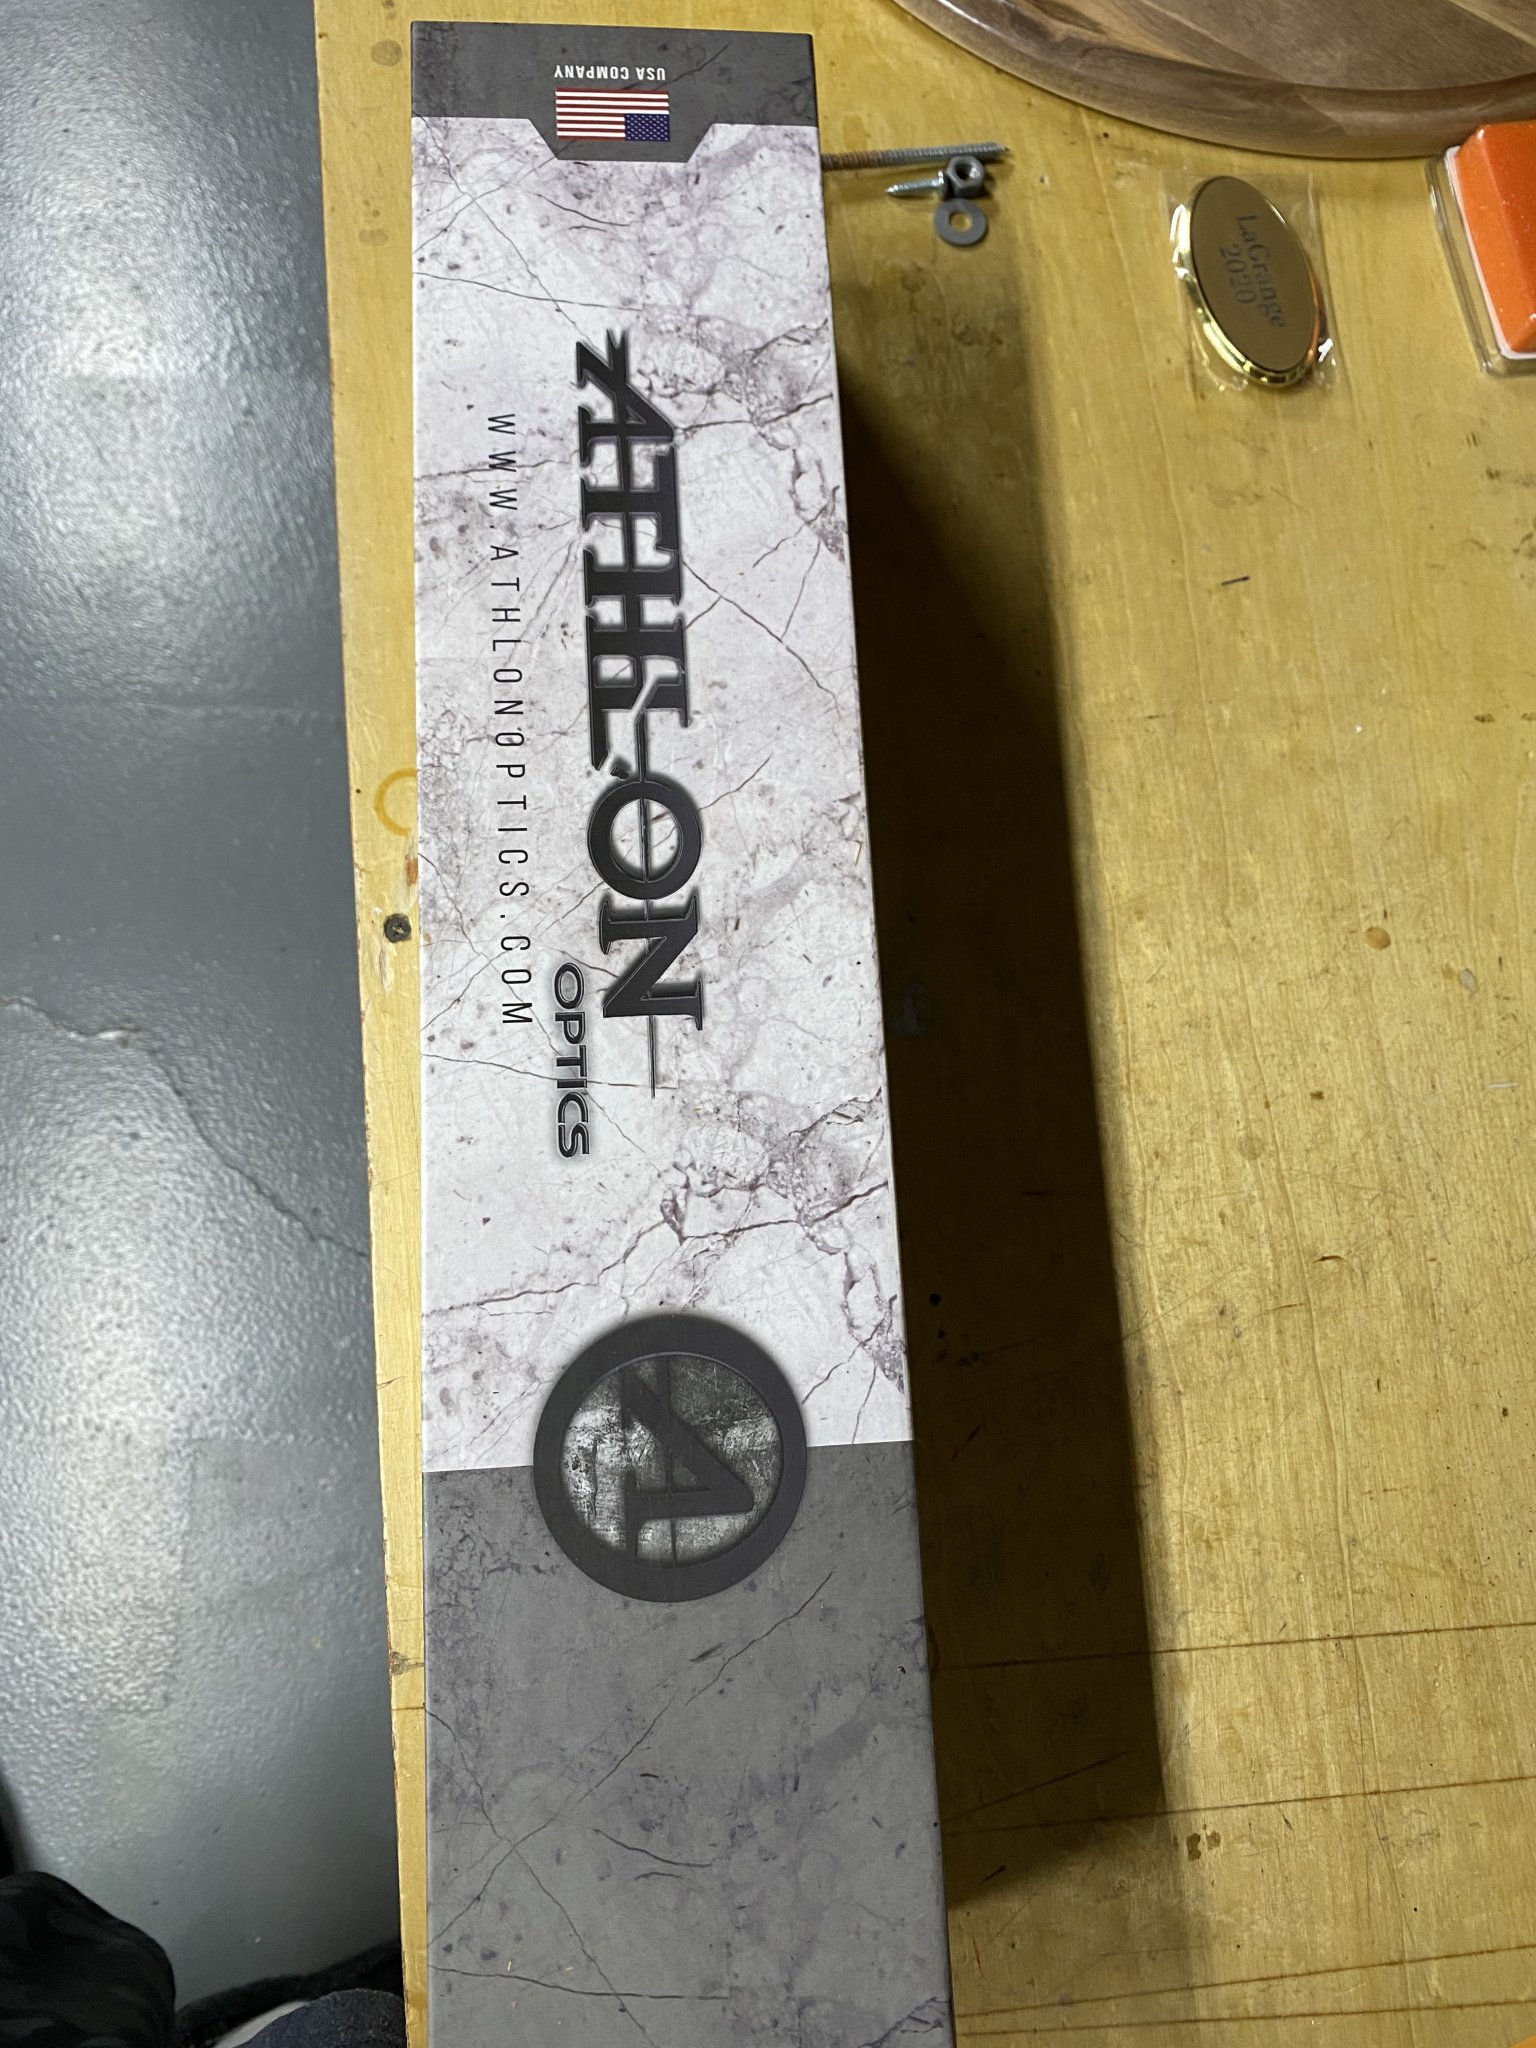 USA COMPANY
ATHLON
OPTICS
WWW.ATHLONOPTICS.COM
A
LaGrange
2020